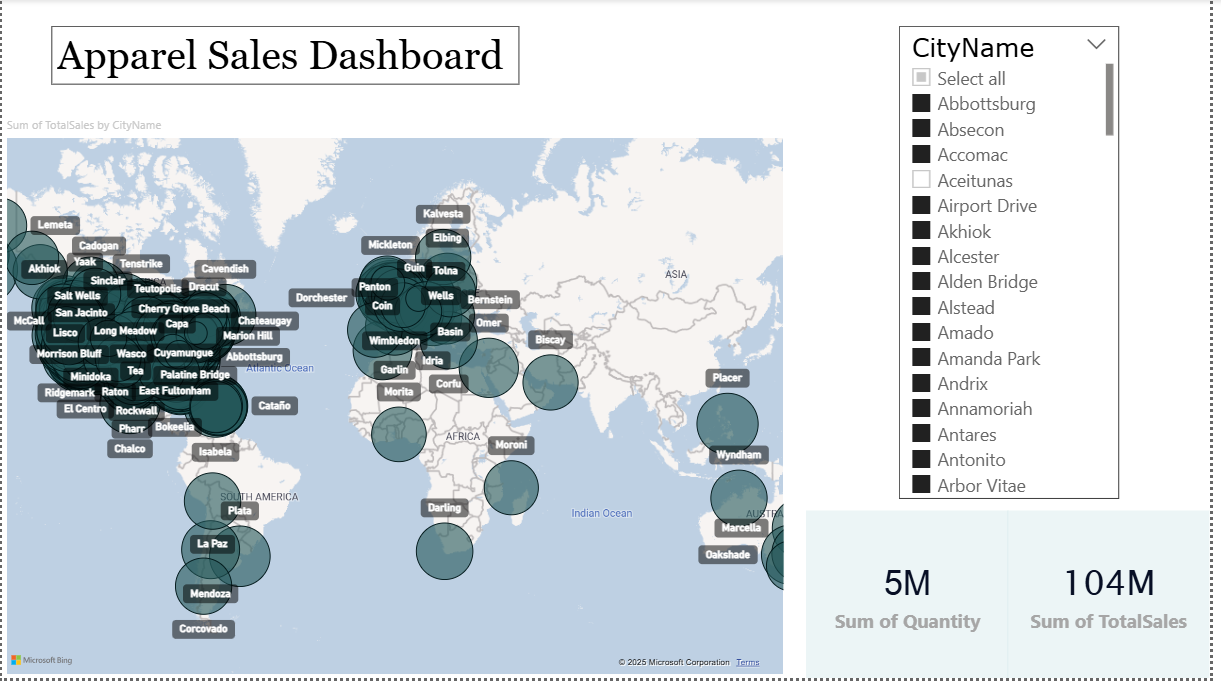 Apparel Sales Dashboard
Sum of TotalSales by CityName
Lemeta
Kalvesta
Cadogan
Mickleton
Elbing
Akhiok
Yaak
Tenstrike
Cavendish
Guin
Tolna
ASIA
Sinclair
Teutopolis
Dracut
Panton
Salt Wells
Dorchester
Wells
Bernstein
San Jacinto
Cherry Grove Beach
Coin
McCall
Lisco
Long Meadow
Capa
Chateaugay
Omer
Marion Hill
Basin
Wimbledon
Biscay
Morrison Bluff
Wasco
Cuyamungue
Abbottsburg
Idria
Atlantic Ocean
Minidoka
Tea
Palatine Bridge
Garlin
Placer
Ridgemark
Raton
East Fultonham
Morita
Corfu
El Centro
Rockwall
Cataño
Pharr
Bokeelia
AFRICA
Chalco
Isabela
Moroni
Wyndham
SOUTH AMERICA
Plata
Darling
Indian Ocean
AUSTRA
Marcella
La Paz
Oakshade
Mendoza
Corcovado
Microsoft Bing
© 2025 Microsoft Corporation Terms
CityName
Select all
Abbottsburg
Absecon
Accomac
Aceitunas
Airport Drive
Akhiok
Alcester
Alden Bridge
Alstead
Amado
Amanda Park
Andrix
Annamoriah
Antares
Antonito
Arbor Vitae
5M
Sum of Quantity
104M
Sum of TotalSales